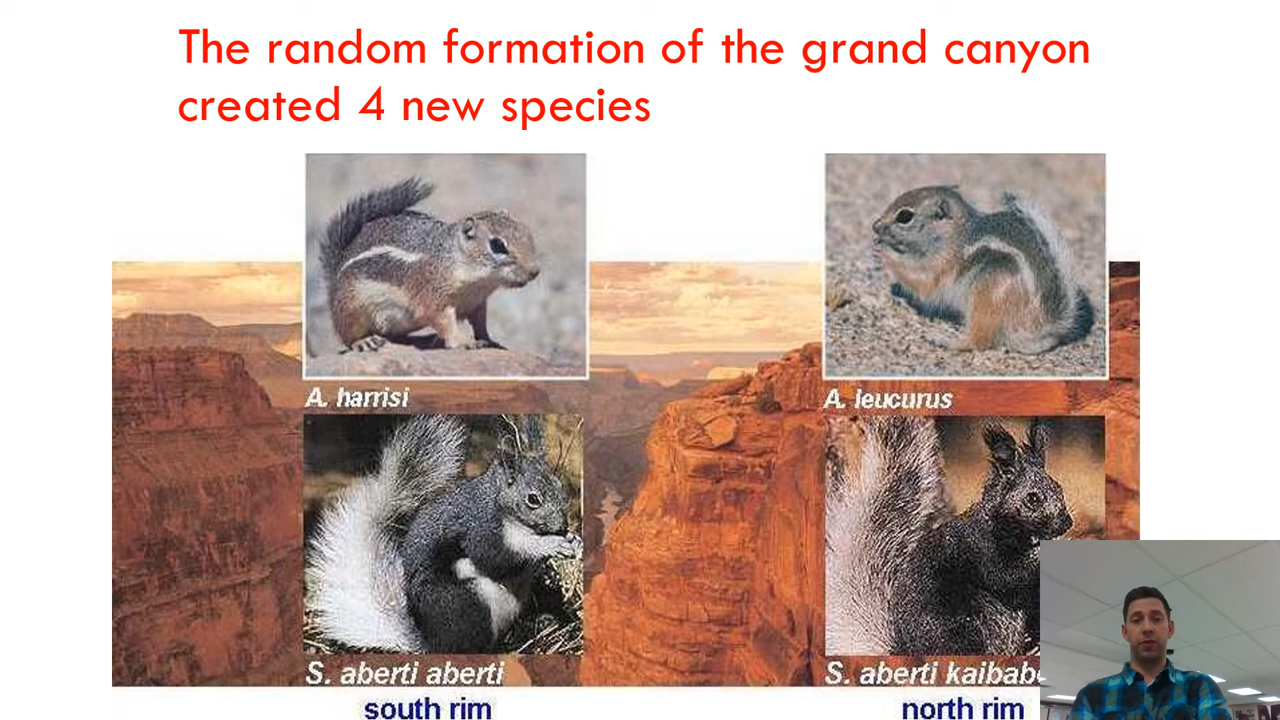 The random formation of the grand canyon
created 4 new species
A. harrisi
A. leucurus
S. aberti aberti
S. aberti
south rim
north rim